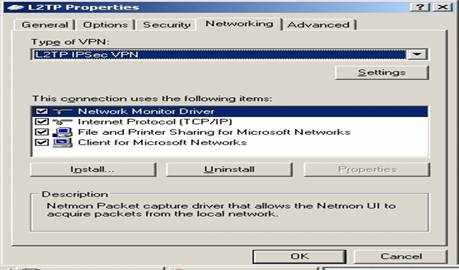 L2TP Properties
General
Options
Security
Networking
Advanced
Type of VPN:
L2TP IPSec VPN
Settings
This connection uses the following items:
Network Monitor Driver
Internet Protocol (TCP/IP)
File and Printer Sharing for Microsoft Networks
Client for Microsoft Networks
Install...
Uninstall
Properties
Description
Netmon Packet capture driver that allows the Netmon UI to
acquire packets from the local network.
OK
Cancel